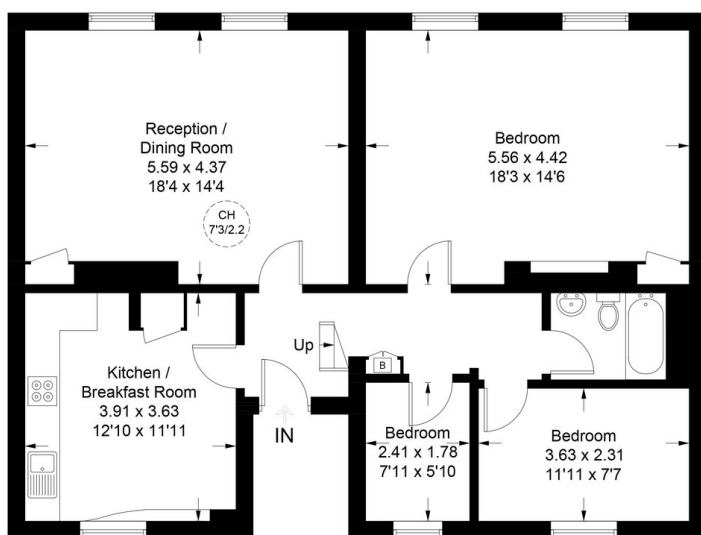 Reception /
Dining Room
5.59 x 4.37
18'4 x 14'4
CH
7'3/2.2
Bedroom
5.56 x 4.42
18'3 x 14'6
Kitchen /
Breakfast Room
3.91 x 3.63
12'10 x 11'11
Up
IN
B
Bedroom
2.41 x 1.78
7'11 x 5'10
Bedroom
3.63 x 2.31
11'11 x 7'7